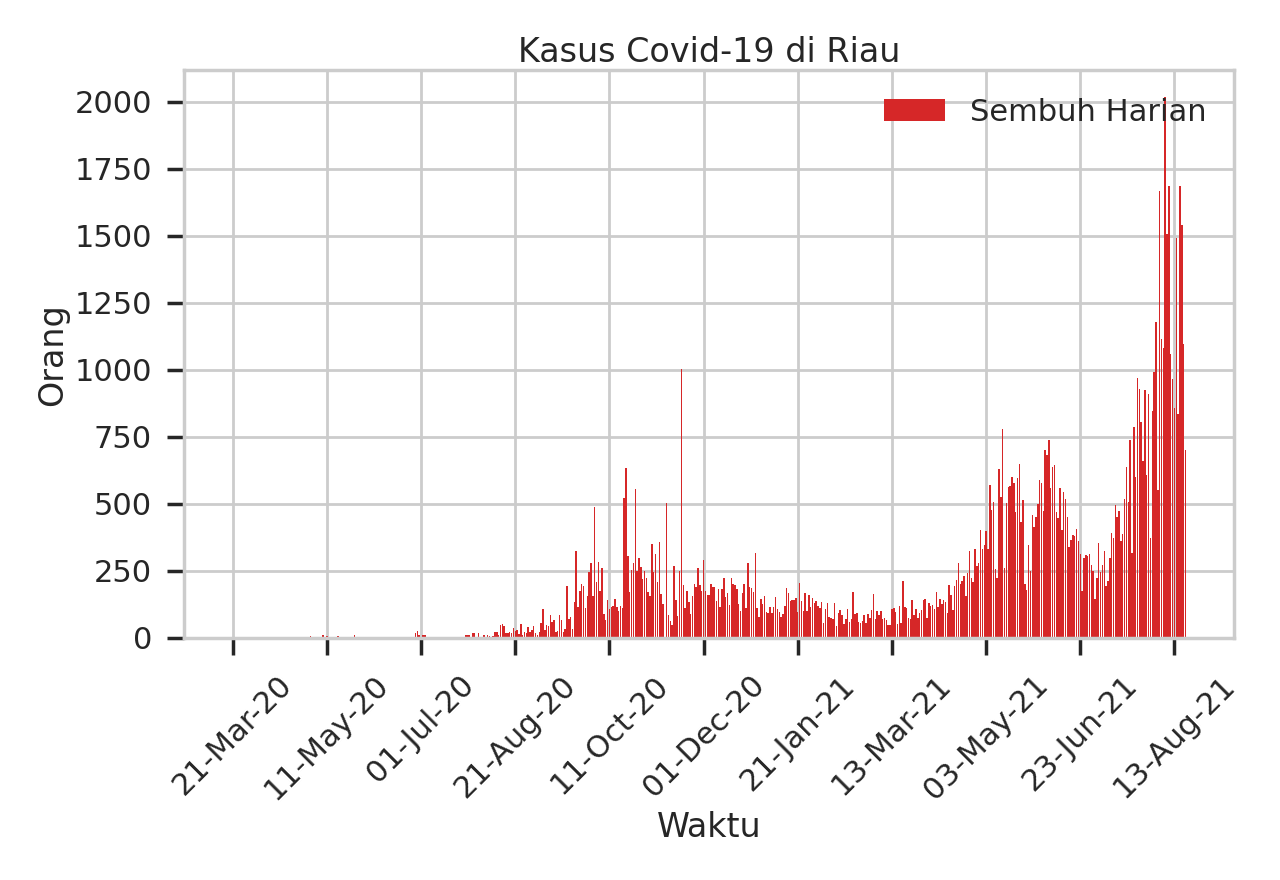 Kasus Covid-19 di Riau
Sembuh Harian
Orang
2000
1750
1500
1250
1000
750
500
250
0
21-Mar-20
11-May-20
01-Jul-20
21-Aug-20
11-Oct-20
01-Dec-20
21-Jan-21
13-Mar-21
03-May-21
23-Jun-21
13-Aug-21
Waktu